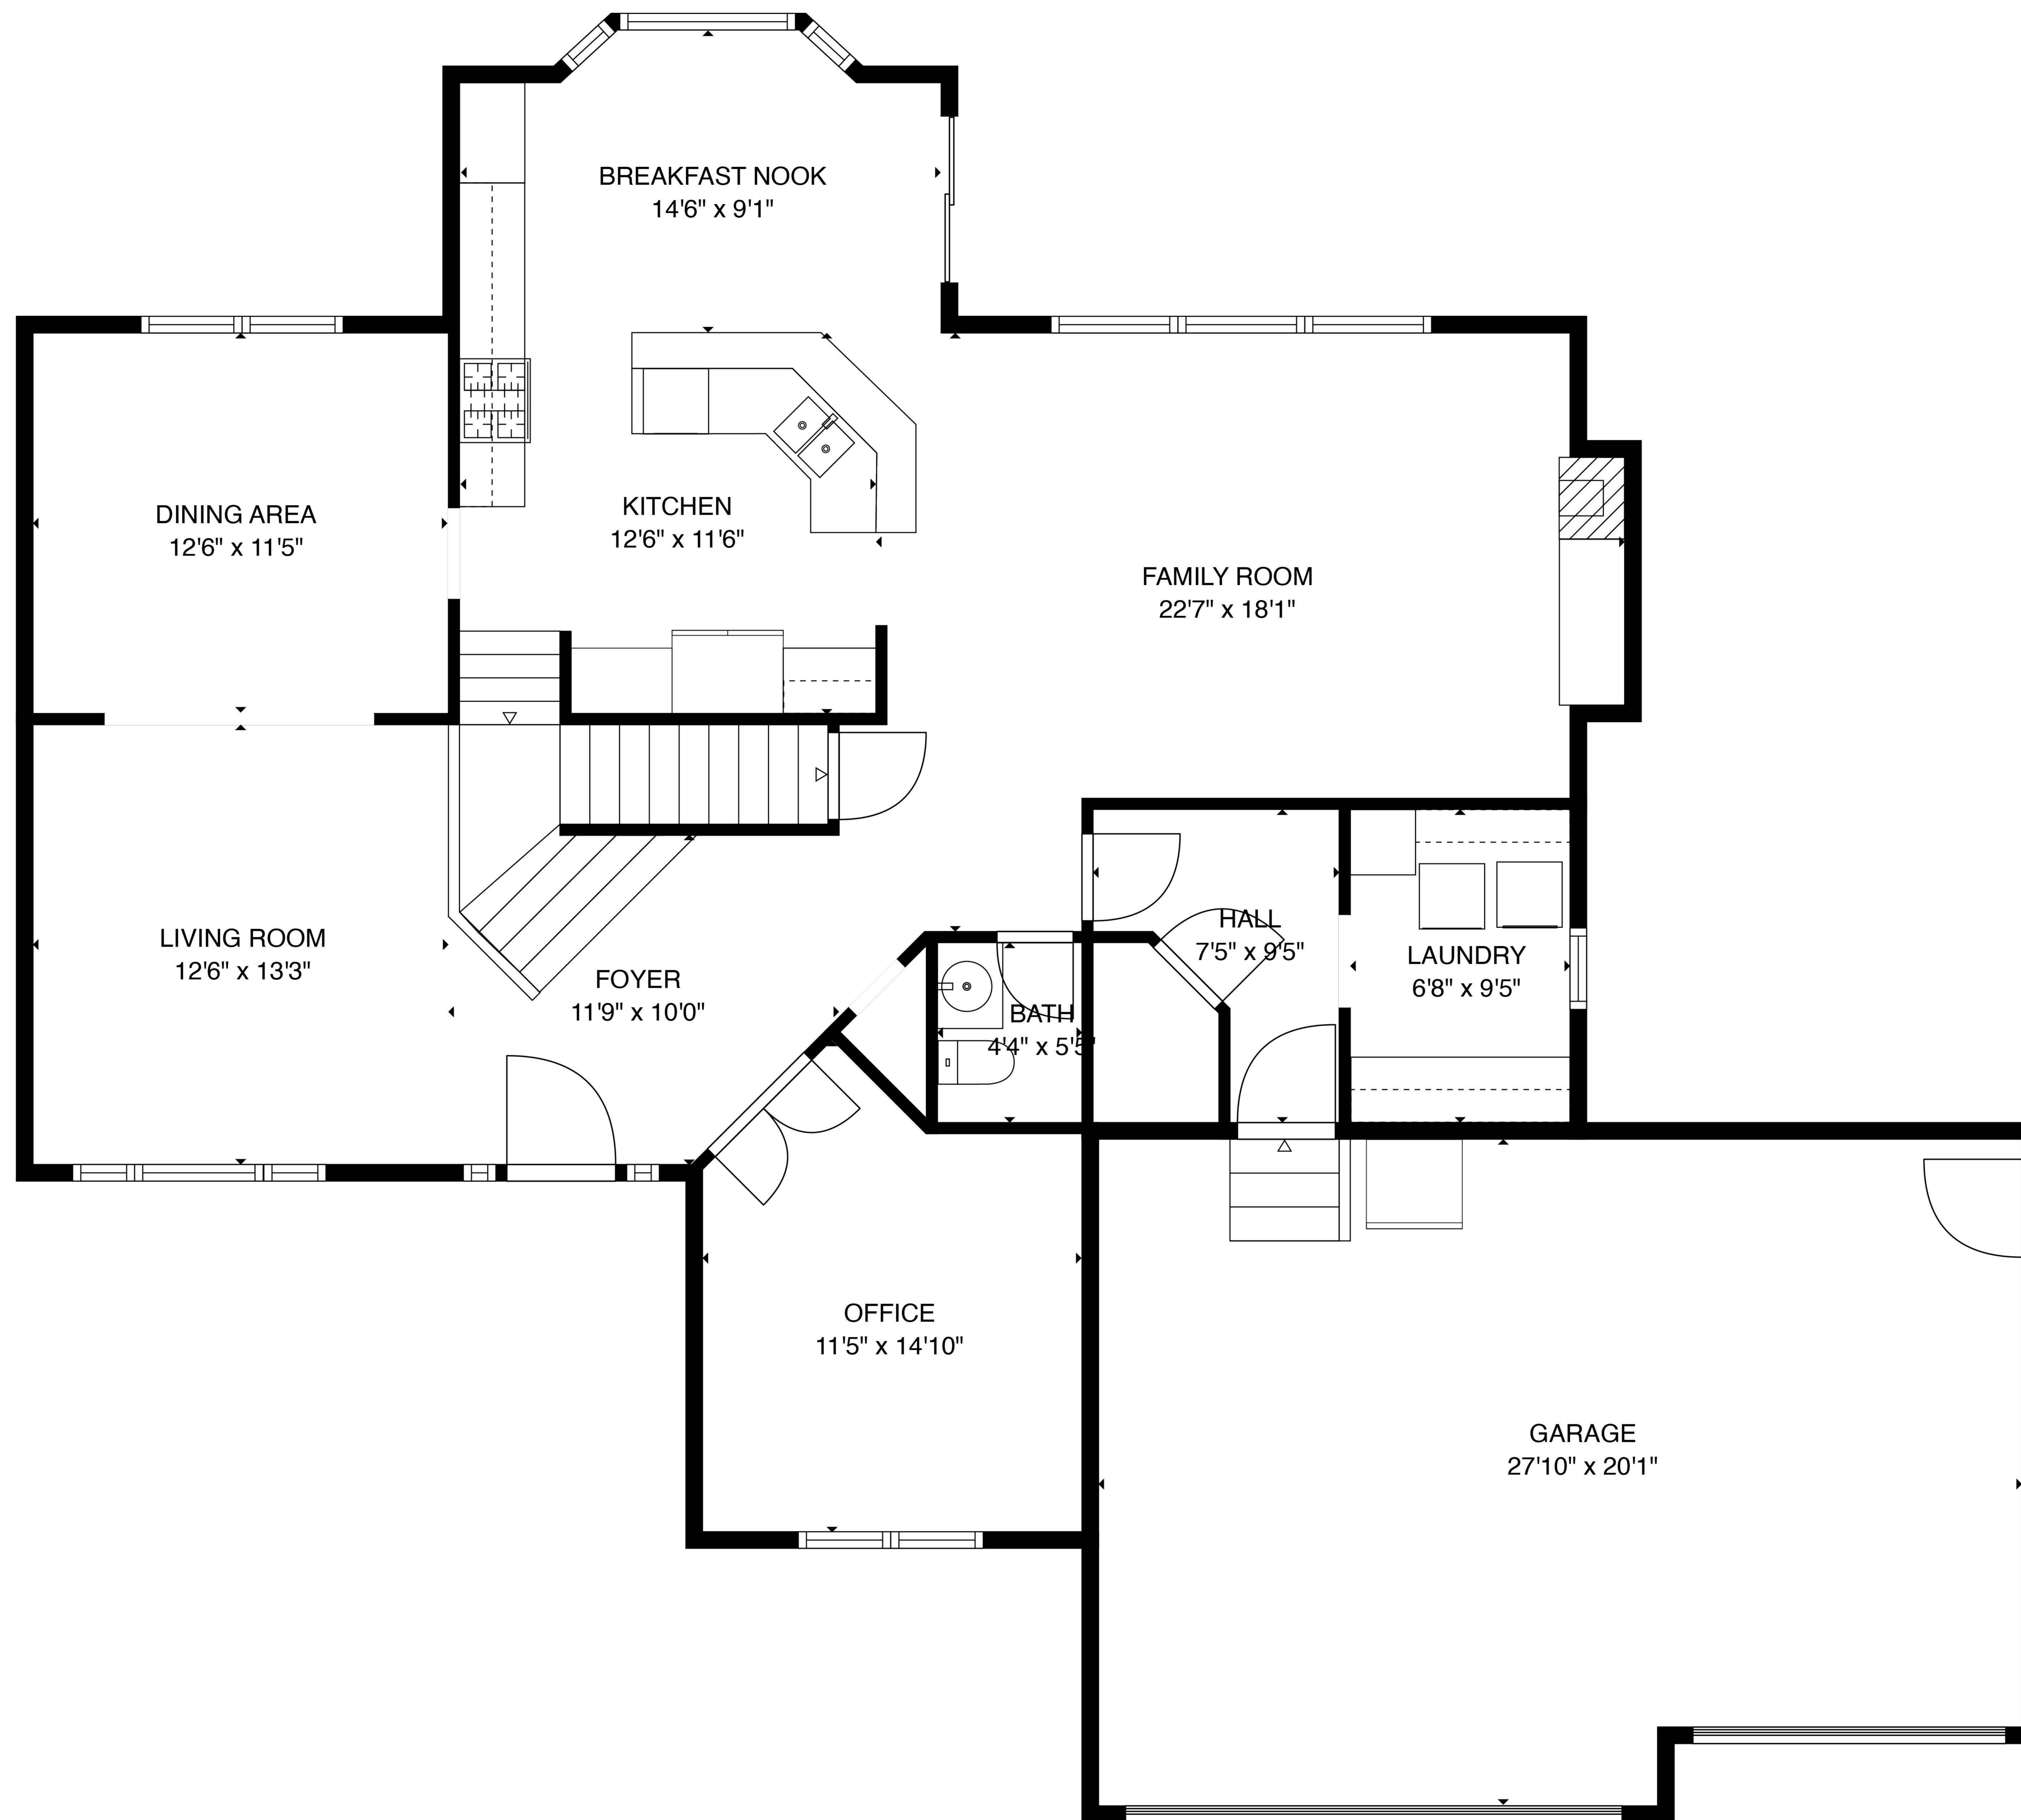 BREAKFAST NOOK
14'6" x 9'1"
DINING AREA
12'6" x 11'5"
KITCHEN
12'6" x 11'6"
FAMILY ROOM
22'7" x 18'1"
LIVING ROOM
12'6" x 13'3"
FOYER
11'9" x 10'0"
BATH
4'4" x 5'5"
HALL
7'5" x 9'5"
LAUNDRY
6'8" x 9'5"
OFFICE
11'5" x 14'10"
GARAGE
27'10" x 20'1"